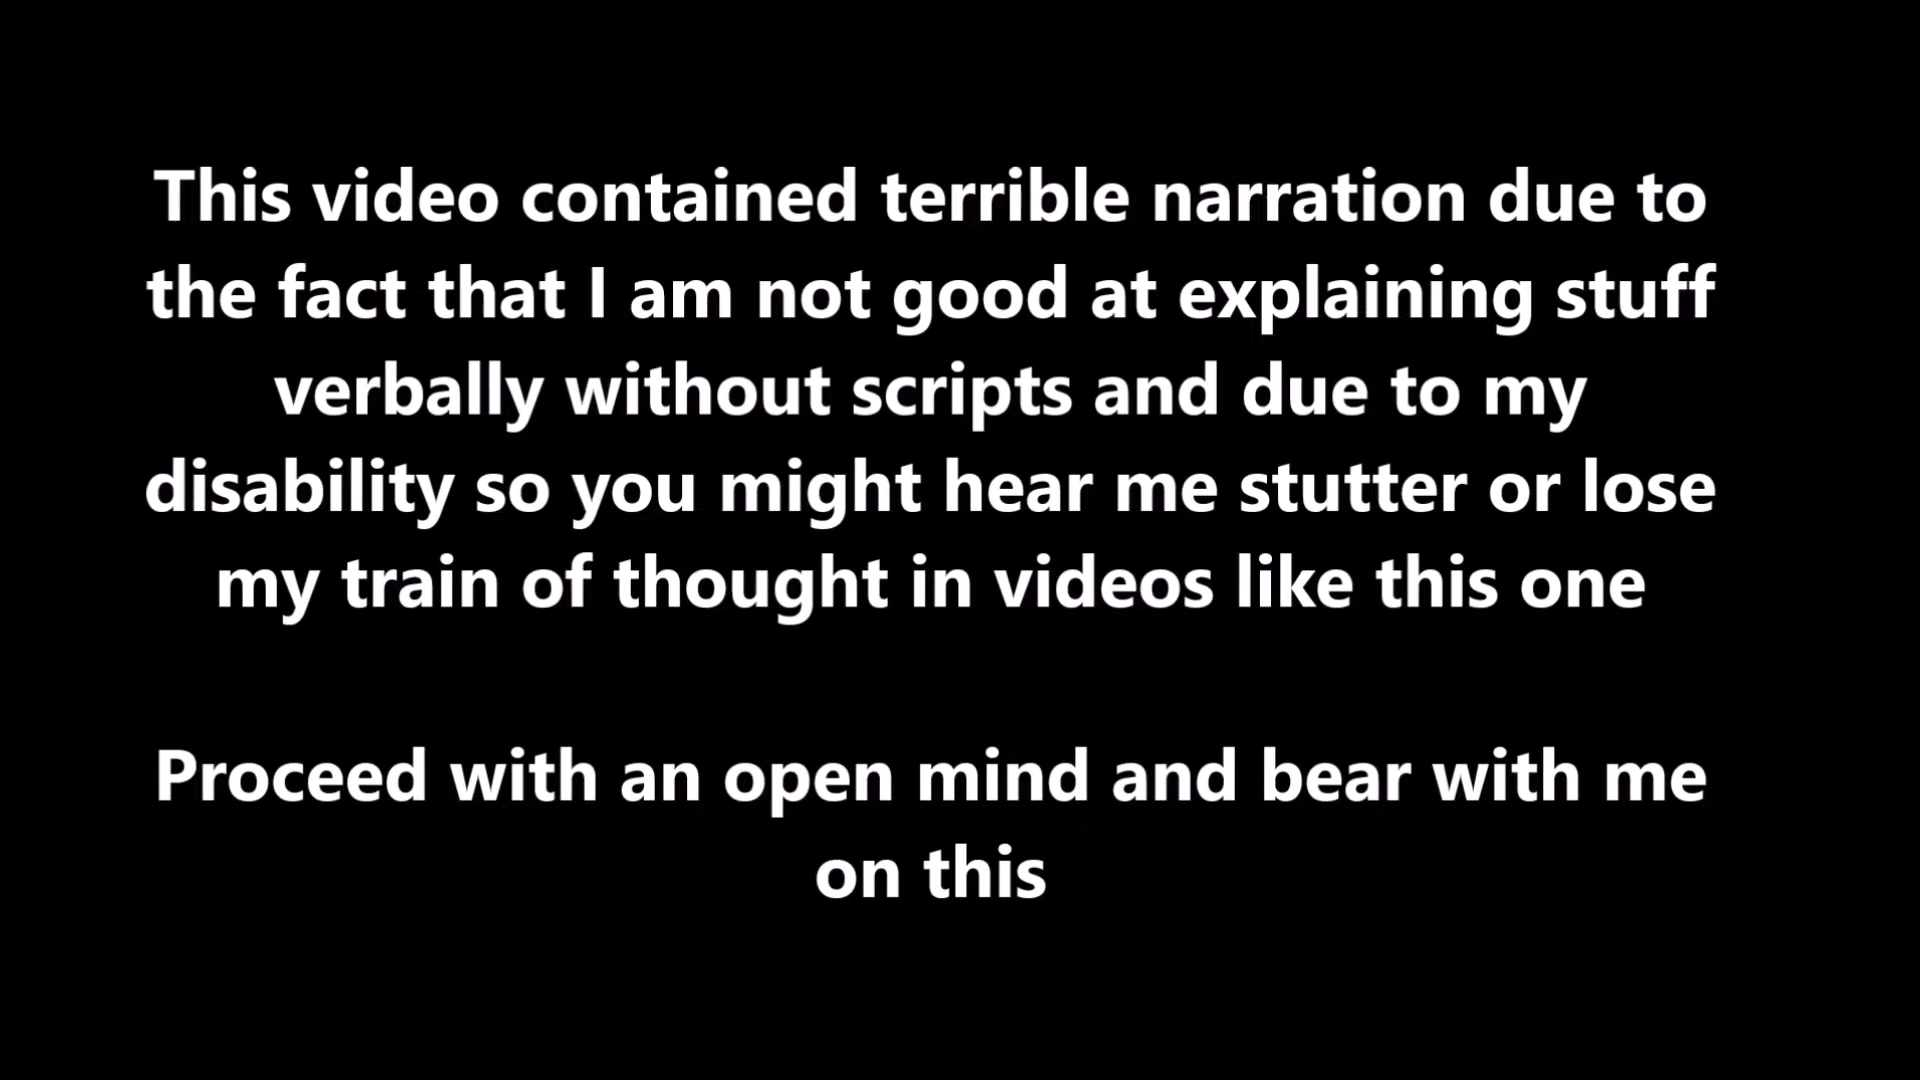 This video contained terrible narration due to
the fact that I am not good at explaining stuff
verbally without scripts and due to my
disability so you might hear me stutter or lose
my train of thought in videos like this one
Proceed with an open mind and bear with me
on this